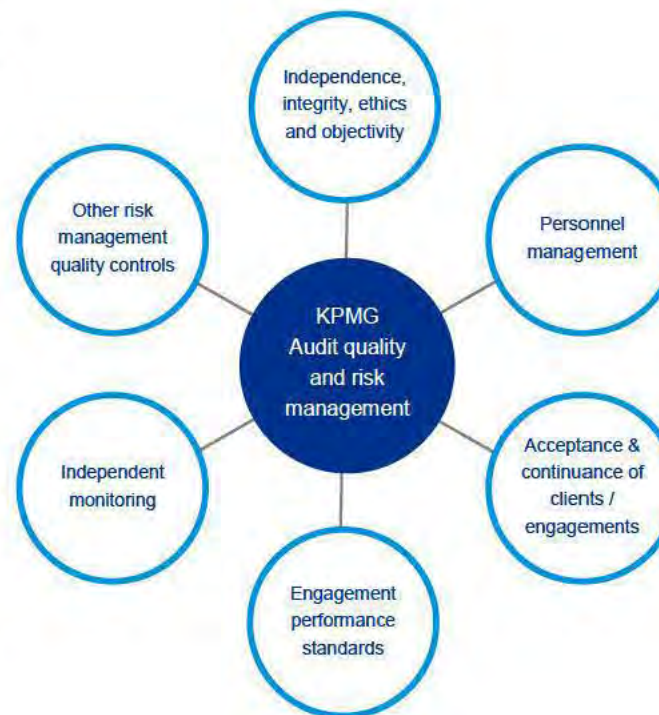 Independence,
integrity, ethics
and objectivity
Other risk
management
quality controls
Personnel
management
KPMG
Audit quality
and risk
management
Independent
monitoring
Acceptance &
continuance of
clients /
engagements
Engagement
performance
standards